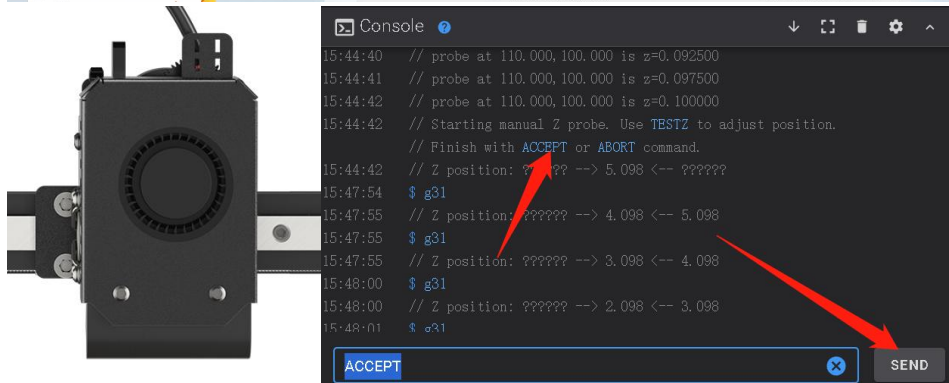 Console
15:44:40 // probe at 110.000,100.000 is z=0.092500
15:44:41 // probe at 110.000,100.000 is z=0.097500
15:44:42 // probe at 110.000,100.000 is z=0.100000
15:44:42 // Starting manual Z probe. Use TESTZ to adjust position.
// Finish with ACCEPT or ABORT command.
15:44:42 // Z position: ?????? --> 5.098 <-- ??????
15:47:54 $ g31
15:47:55 // Z position: ?????? --> 4.098 <-- 5.098
15:47:55 $ g31
15:47:55 // Z position: ?????? --> 3.098 <-- 4.098
15:48:00 $ g31
15:48:00 // Z position: ?????? --> 2.098 <-- 3.098
15:48:01 $ g31
ACCEPT
SEND